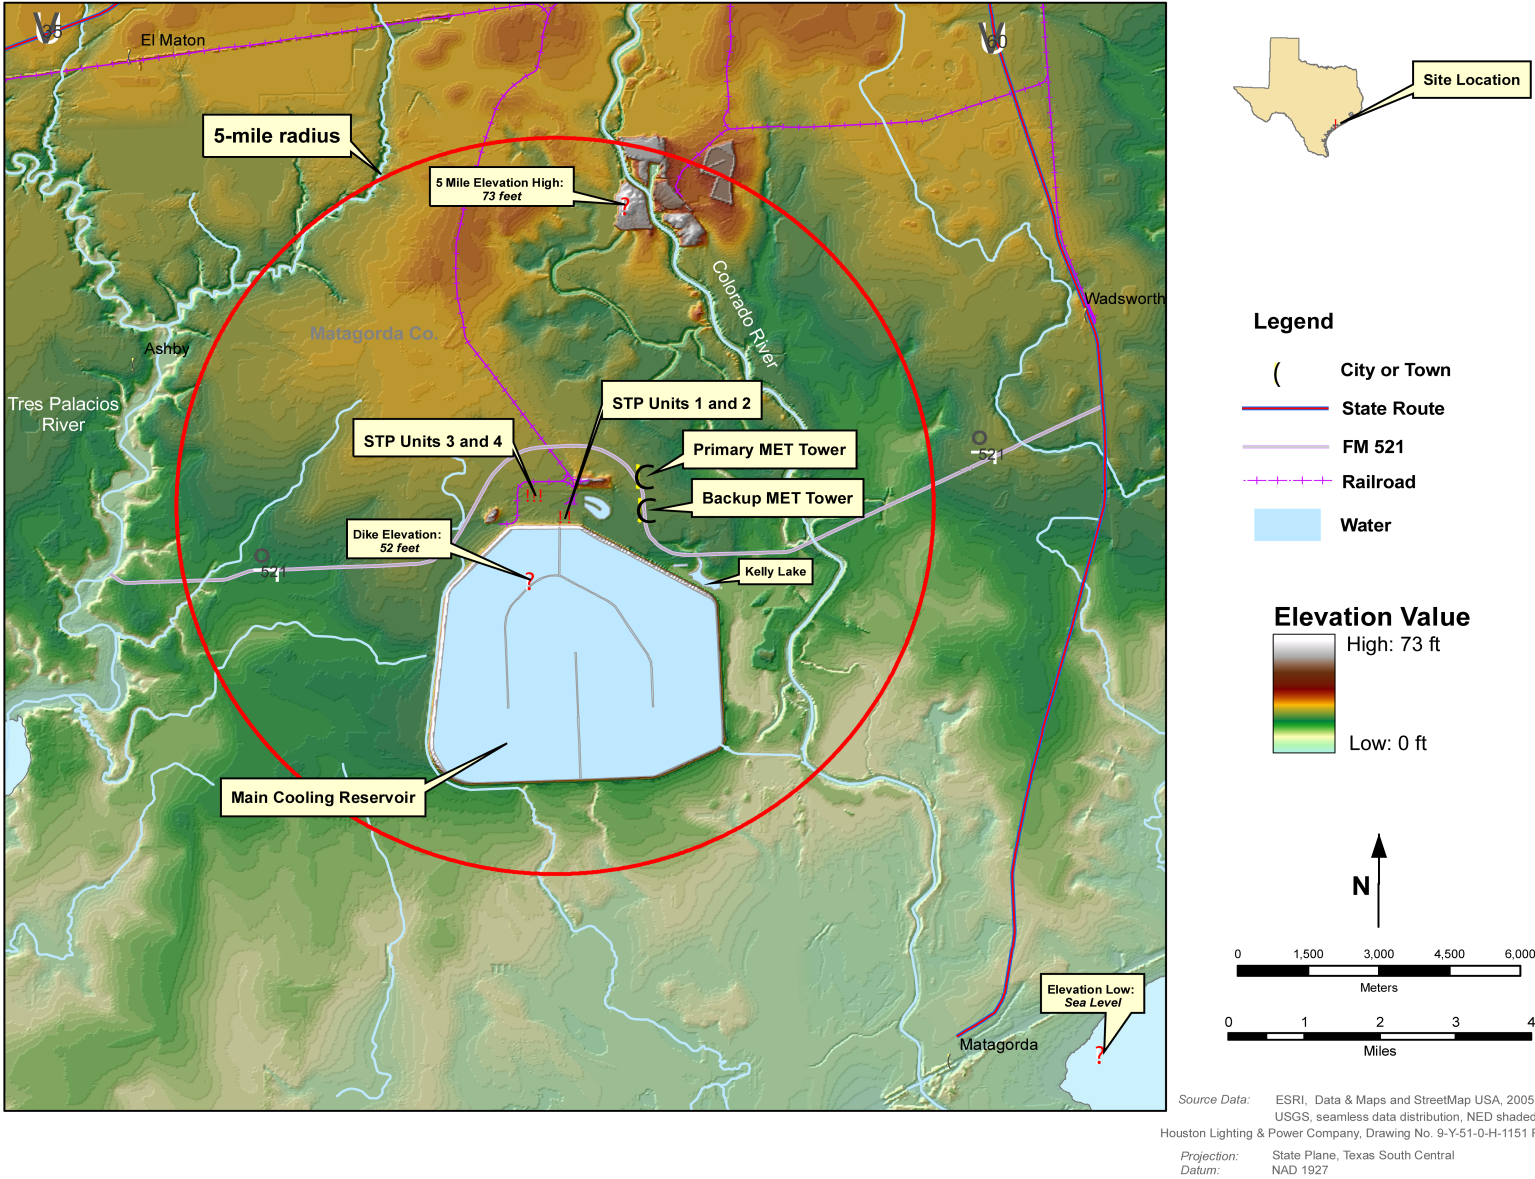 35
El Maton
60
5-mile radius
5 Mile Elevation High:
73 feet
Colorado River
Wadsworth
Matagorda Co.
Ashby
Tres Palacios
River
STP Units 1 and 2
STP Units 3 and 4
Primary MET Tower
Backup MET Tower
521
521
Dike Elevation:
52 feet
Kelly Lake
Main Cooling Reservoir
Elevation Low:
Sea Level
Matagorda
Site Location
Legend
City or Town
State Route
FM 521
Railroad
Water
Elevation Value
High: 73 ft
Low: 0 ft
N
0 1,500 3,000 4,500 6,000
Meters
0 1 2 3 4
Miles
Source Data: ESRI, Data & Maps and StreetMap USA, 2005
USGS, seamless data distribution, NED shaded
Houston Lighting & Power Company, Drawing No. 9-Y-51-0-H-1151
Projection: State Plane, Texas South Central
Datum: NAD 1927